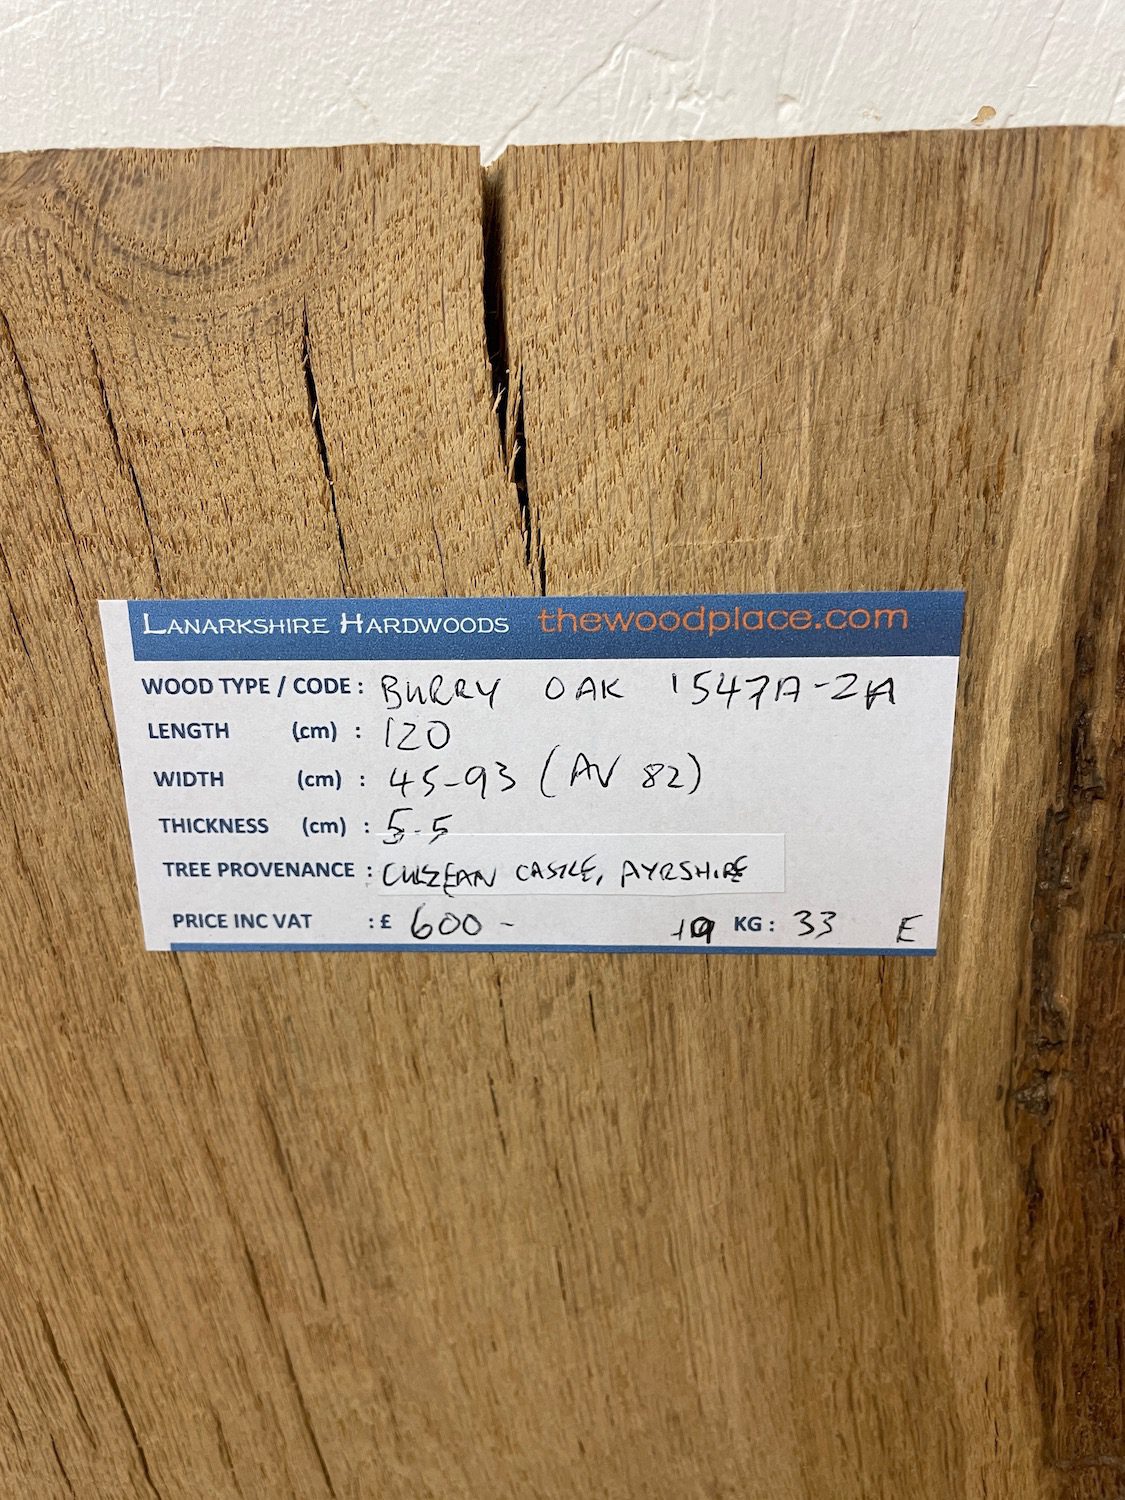 LANARKSHIRE HARDWOODS thewoodplace.com
WOOD TYPE / CODE : BURRY OAK 1547A-2A
LENGTH (cm) : 120
WIDTH (cm) : 45-93 (AV 82)
THICKNESS (cm) : 5.5
TREE PROVENANCE : CULZEAN CASTLE, AYRSHIRE
PRICE INC VAT : £ 600 - KG : 33 E